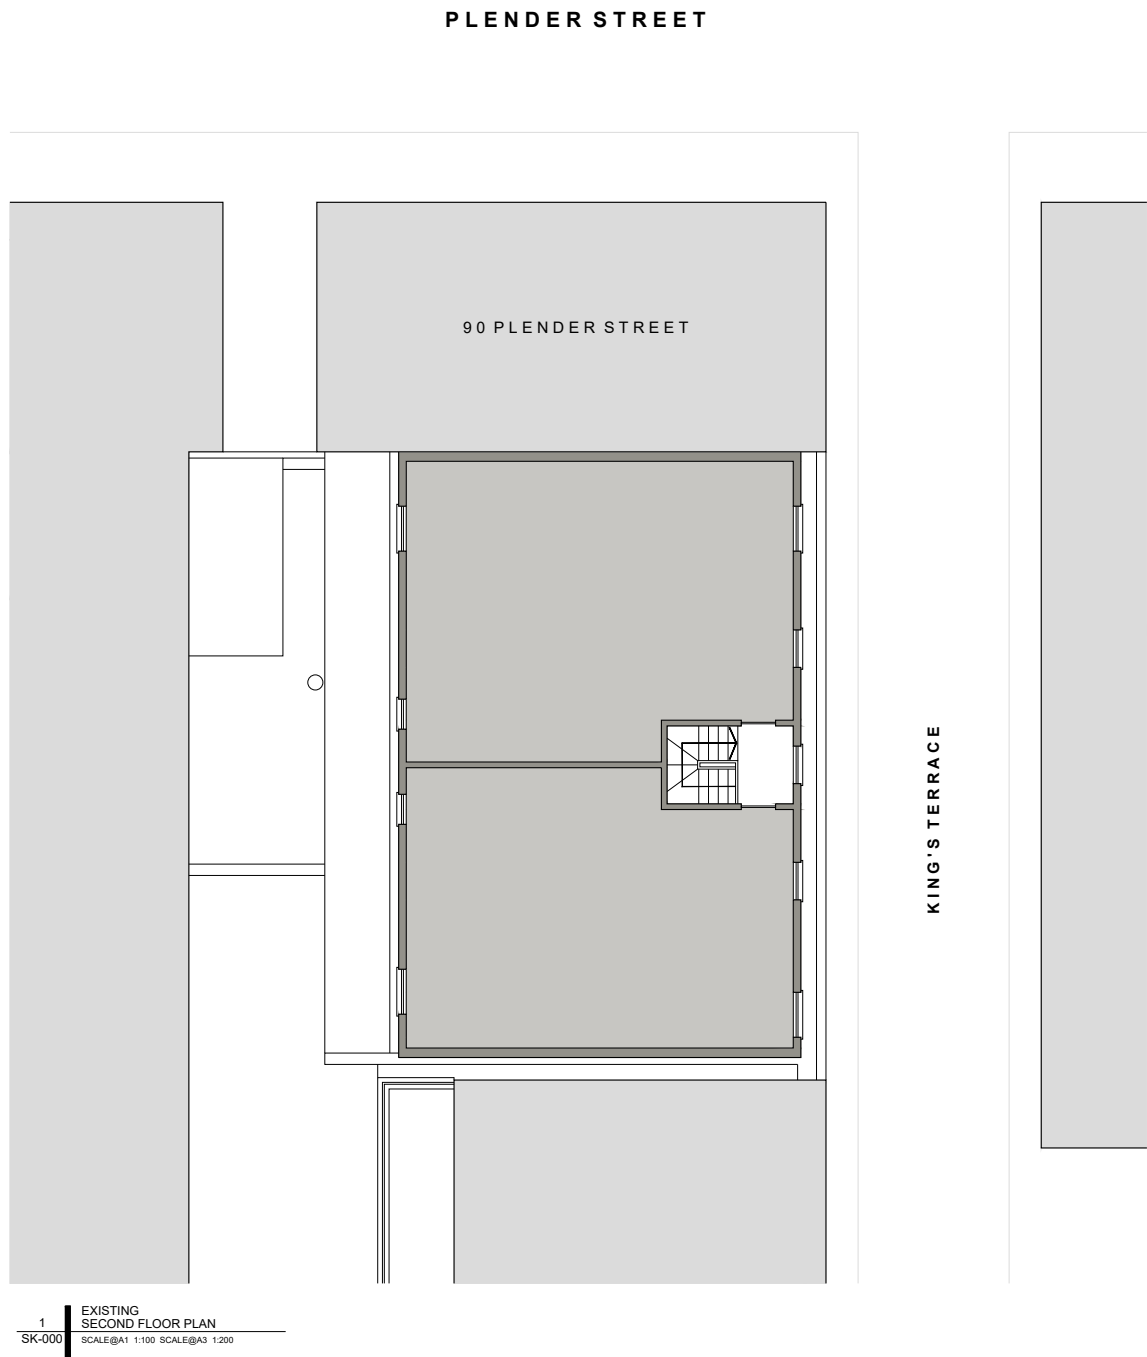 PLENDER STREET
90 PLENDER STREET
KING'S TERRACE
1
SK-000
EXISTING
SECOND FLOOR PLAN
SCALE@A1 1:100 SCALE@A3 1:200